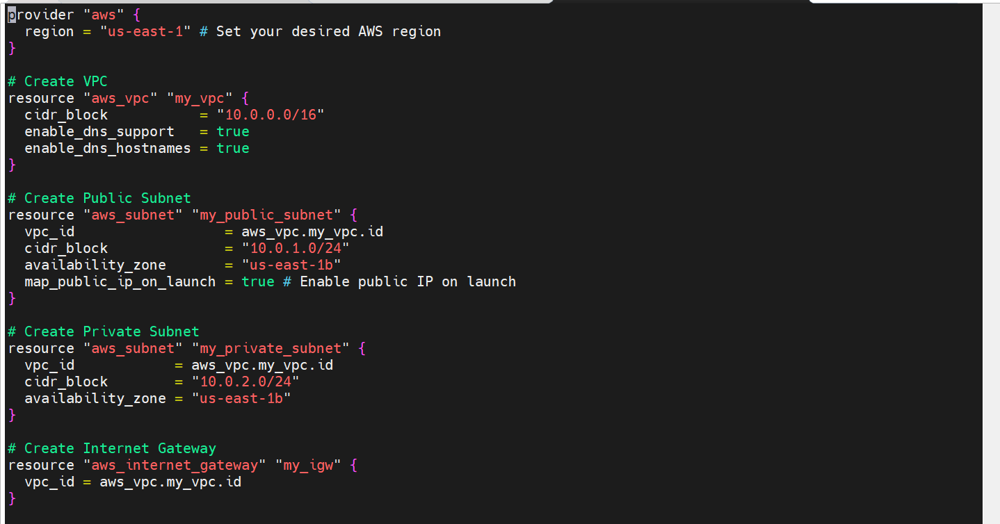 provider "aws" {
  region = "us-east-1" # Set your desired AWS region
}

# Create VPC
resource "aws_vpc" "my_vpc" {
  cidr_block           = "10.0.0.0/16"
  enable_dns_support   = true
  enable_dns_hostnames = true
}

# Create Public Subnet
resource "aws_subnet" "my_public_subnet" {
  vpc_id                  = aws_vpc.my_vpc.id
  cidr_block              = "10.0.1.0/24"
  availability_zone       = "us-east-1b"
  map_public_ip_on_launch = true # Enable public IP on launch
}

# Create Private Subnet
resource "aws_subnet" "my_private_subnet" {
  vpc_id            = aws_vpc.my_vpc.id
  cidr_block        = "10.0.2.0/24"
  availability_zone = "us-east-1b"
}

# Create Internet Gateway
resource "aws_internet_gateway" "my_igw" {
  vpc_id = aws_vpc.my_vpc.id
}